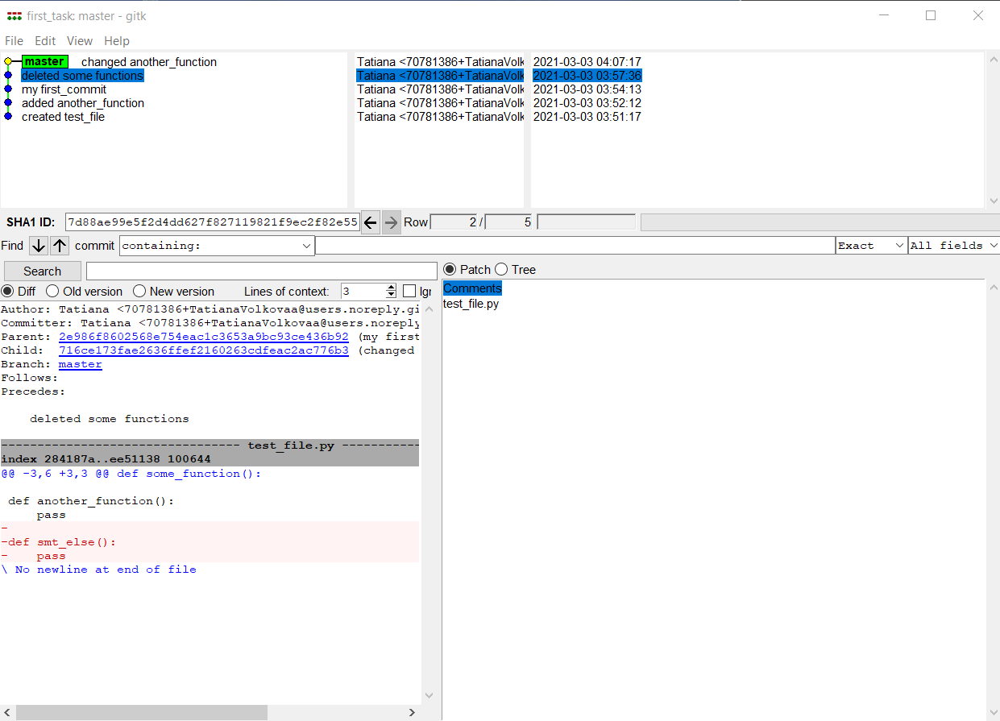 first_task: master - gitk
File Edit View Help
master changed another_function Tatiana <70781386+TatianaVolk 2021-03-03 04:07:17
deleted some functions Tatiana <70781386+TatianaVolk 2021-03-03 03:57:36
my first_commit Tatiana <70781386+TatianaVolk 2021-03-03 03:54:13
added another_function Tatiana <70781386+TatianaVolk 2021-03-03 03:52:12
created test_file Tatiana <70781386+TatianaVolk 2021-03-03 03:51:17
SHA1 ID: 7d88ae99e5f2d4dd627f827119821f9ec2f82e55 Row 2 / 5
Find commit containing: Exact All fields
Search
Patch Tree
Diff Old version New version Lines of context: 3 Igr
Comments
test_file.py
Author: Tatiana <70781386+TatianaVolkovaa@users.noreply.gi
Committer: Tatiana <70781386+TatianaVolkovaa@users.noreply
Parent: 2e986f8602568e754eac1c3653a9bc93ce436b92 (my first
Child: 716ce173fae2636ffef2160263cdfeac2ac776b3 (changed
Branch: master
Follows:
Precedes:
deleted some functions
--------------------------------- test_file.py -----------
index 284187a..ee51138 100644
@@ -3,6 +3,3 @@ def some_function():
def another_function():
pass
-
-def smt_else():
-    pass
\ No newline at end of file